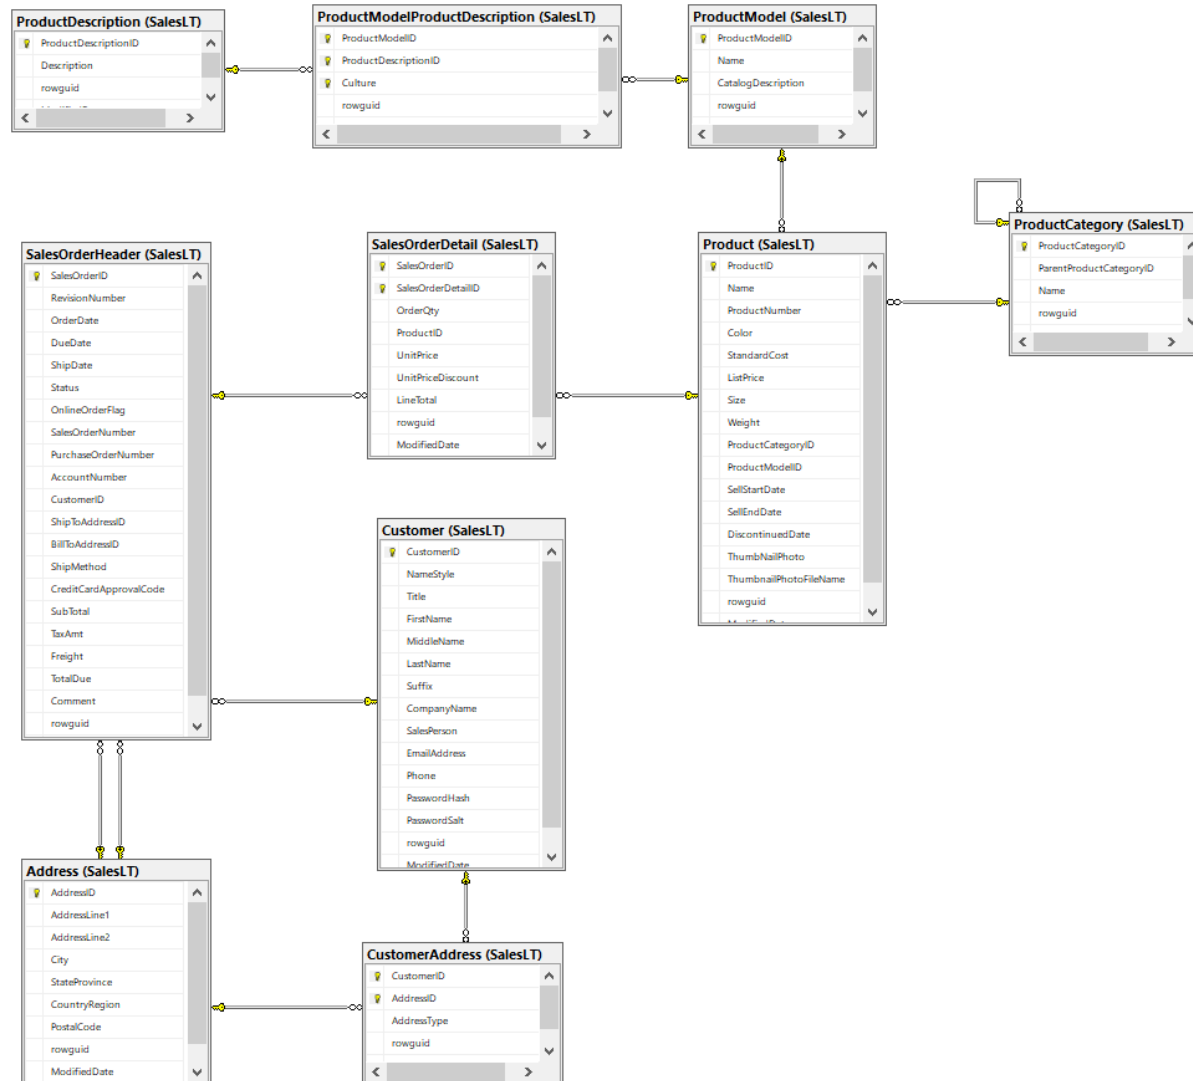 ProductDescription (SalesLT)
ProductDescriptionID
Description
rowguid
ProductModelProductDescription (SalesLT)
ProductModelID
ProductDescriptionID
Culture
rowguid
ProductModel (SalesLT)
ProductModelID
Name
CatalogDescription
rowguid
SalesOrderHeader (SalesLT)
SalesOrderID
RevisionNumber
OrderDate
DueDate
ShipDate
Status
OnlineOrderFlag
SalesOrderNumber
PurchaseOrderNumber
AccountNumber
CustomerID
ShipToAddressID
BillToAddressID
ShipMethod
CreditCardApprovalCode
SubTotal
TaxAmt
Freight
TotalDue
Comment
rowguid
SalesOrderDetail (SalesLT)
SalesOrderID
SalesOrderDetailID
OrderQty
ProductID
UnitPrice
UnitPriceDiscount
LineTotal
rowguid
ModifiedDate
Product (SalesLT)
ProductID
Name
ProductNumber
Color
StandardCost
ListPrice
Size
Weight
ProductCategoryID
ProductModelID
SellStartDate
SellEndDate
DiscontinuedDate
ThumbNailPhoto
ThumbnailPhotoFileName
rowguid
ProductCategory (SalesLT)
ProductCategoryID
ParentProductCategoryID
Name
rowguid
Customer (SalesLT)
CustomerID
NameStyle
Title
FirstName
MiddleName
LastName
Suffix
CompanyName
SalesPerson
EmailAddress
Phone
PasswordHash
PasswordSalt
rowguid
ModifiedDate
Address (SalesLT)
AddressID
AddressLine1
AddressLine2
City
StateProvince
CountryRegion
PostalCode
rowguid
ModifiedDate
CustomerAddress (SalesLT)
CustomerID
AddressID
AddressType
rowguid